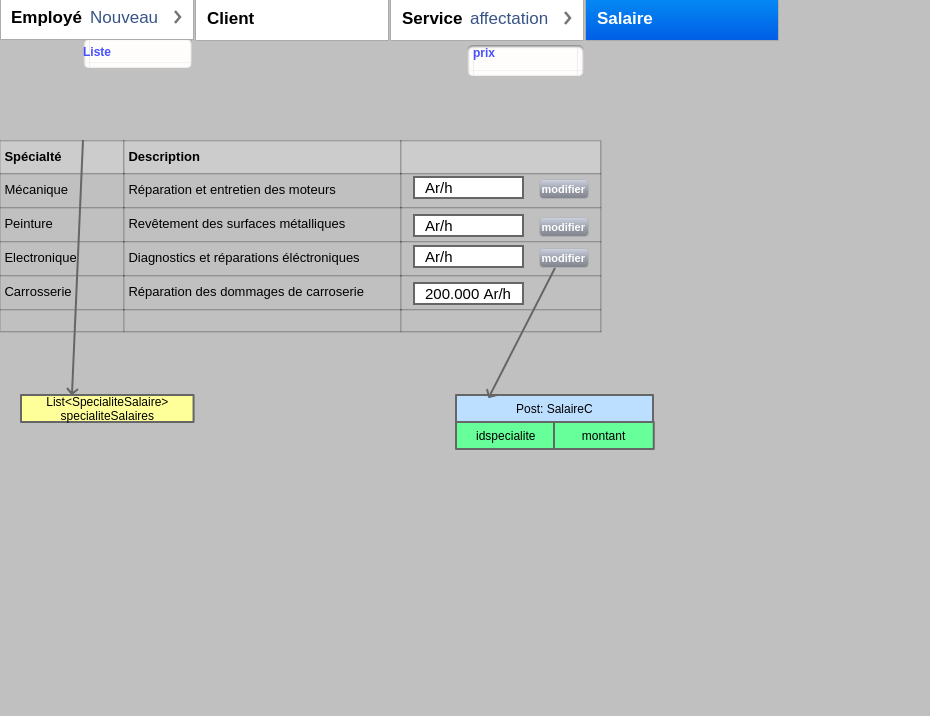 Employé Nouveau Client Service affectation Salaire
Liste prix
Spécialté Description
Mécanique Réparation et entretien des moteurs Ar/h modifier
Peinture Revêtement des surfaces métalliques Ar/h modifier
Electronique Diagnostics et réparations éléctroniques Ar/h modifier
Carrosserie Réparation des dommages de carroserie 200.000 Ar/h
List<SpecialiteSalaire>
specialiteSalaires
Post: SalaireC
idspecialite montant